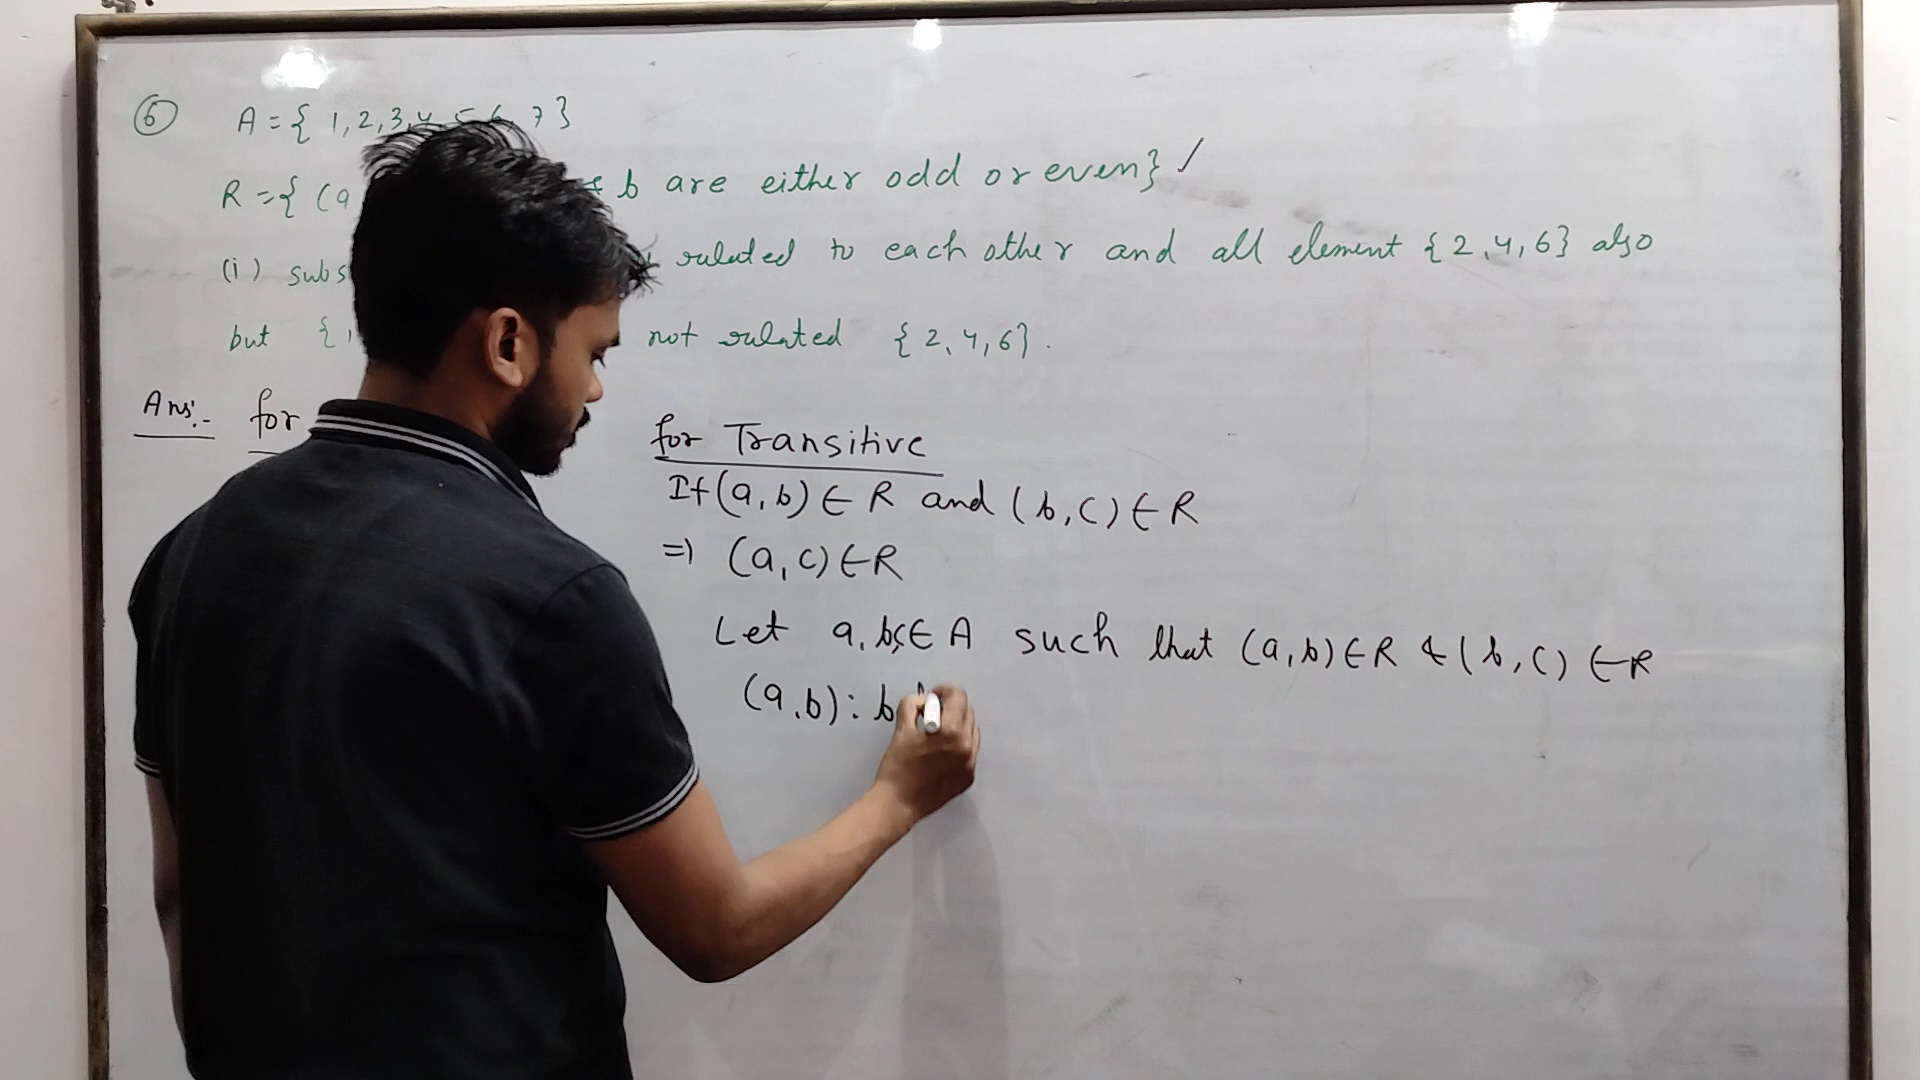 6 A = { 1, 2, 3, 4, 5, 6, 7 }
R = { (a & b are either odd or even}
(i) subs related to each other and all element { 2, 4, 6} also
but { 1 not related { 2, 4, 6}.
Ans:- for
for Transitive
If (a, b) ∈ R and (b, c) ∈ R
=) (a, c) ∈ R
Let a, b, c ∈ A such that (a, b) ∈ R & (b, c) ∈ R
(a, b) :